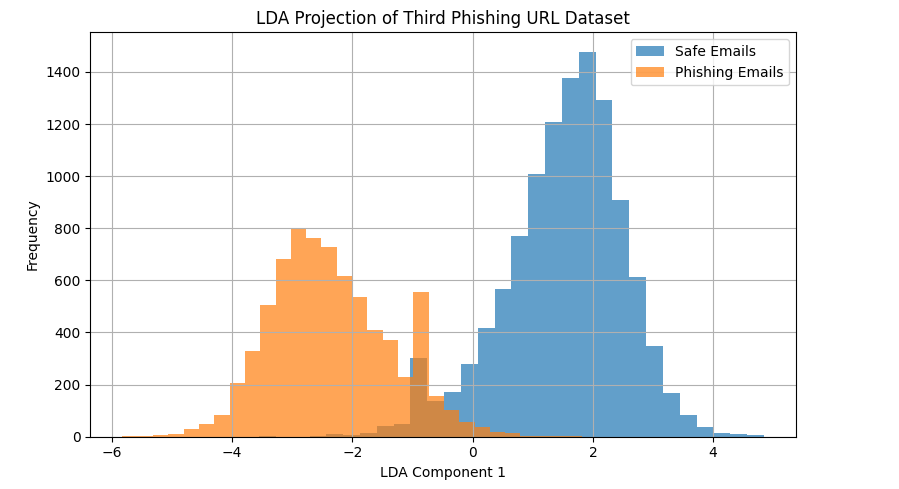 LDA Projection of Third Phishing URL Dataset
Safe Emails
Phishing Emails
Frequency
1400
1200
1000
800
600
400
200
0
−6
−4
−2
0
2
4
LDA Component 1